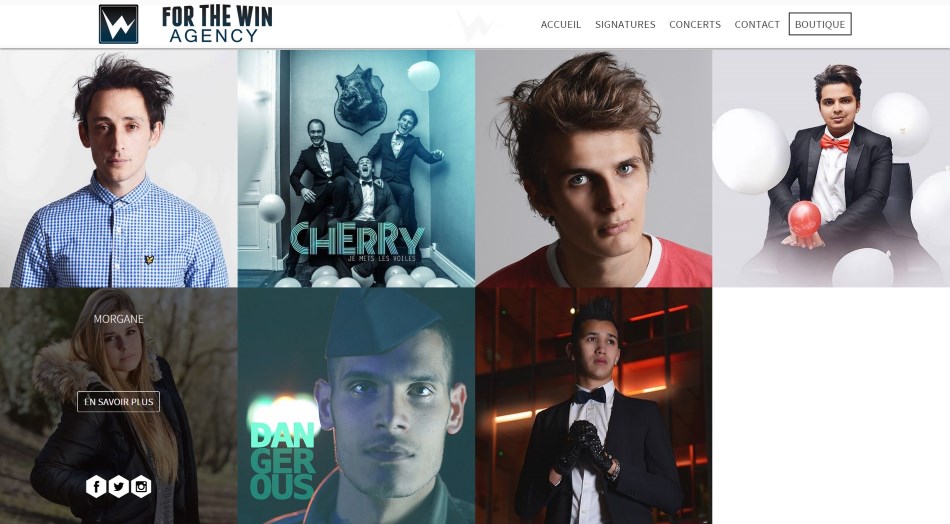 FOR THE WIN
AGENCY
ACCUEIL SIGNATURES CONCERTS CONTACT BOUTIQUE
CHERRY
JE METS LES VOILES
MORGANE
EN SAVOIR PLUS
DAN
GER
OUS